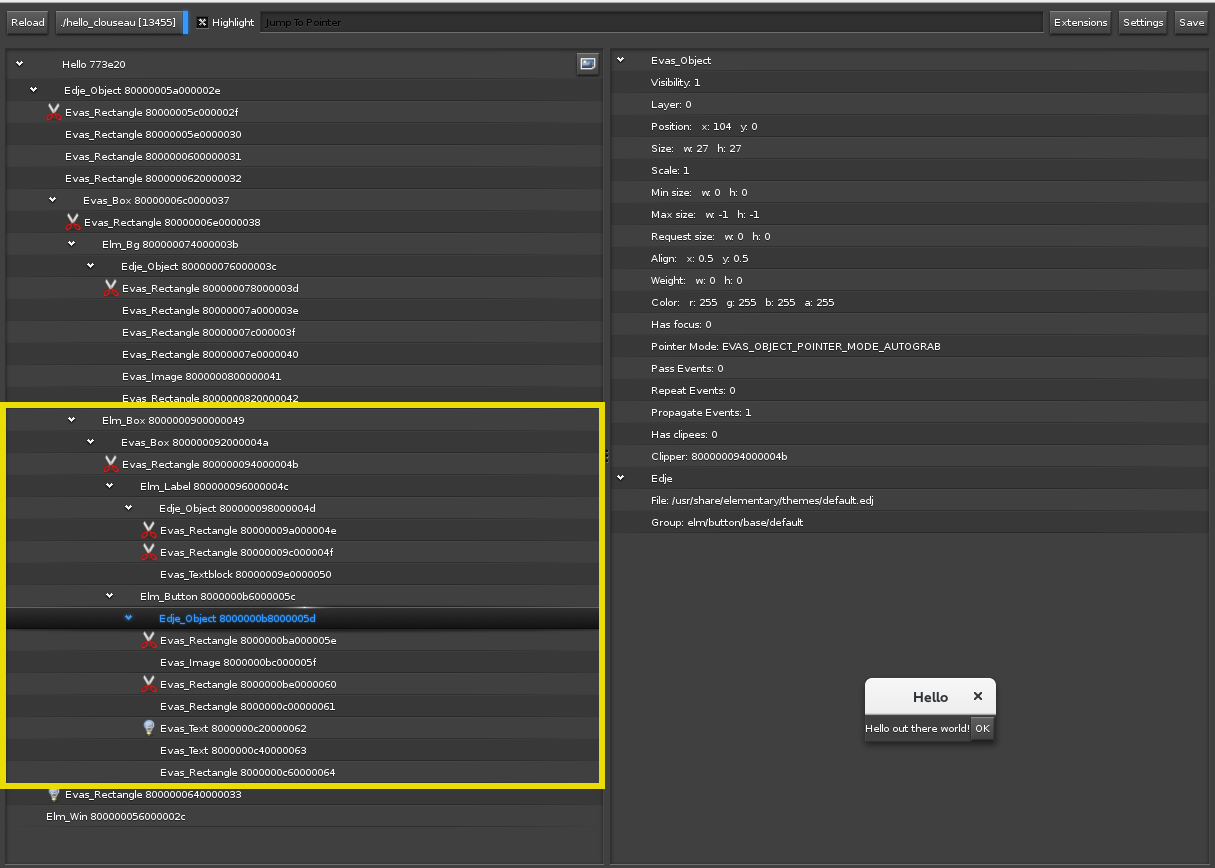 Reload ./hello_clouseau [13455] Highlight Jump To Pointer Extensions Settings Save
Hello 773e20
Edje_Object 80000005a000002e
Evas_Rectangle 80000005c000002f
Evas_Rectangle 80000005e0000030
Evas_Rectangle 8000000600000031
Evas_Rectangle 8000000620000032
Evas_Box 80000006c0000037
Evas_Rectangle 80000006e0000038
Elm_Bg 800000074000003b
Edje_Object 800000076000003c
Evas_Rectangle 800000078000003d
Evas_Rectangle 80000007a000003e
Evas_Rectangle 80000007c000003f
Evas_Rectangle 80000007e0000040
Evas_Image 8000000800000041
Evas_Rectangle 8000000820000042
Elm_Box 8000000900000049
Evas_Box 800000092000004a
Evas_Rectangle 800000094000004b
Elm_Label 800000096000004c
Edje_Object 800000098000004d
Evas_Rectangle 80000009a000004e
Evas_Rectangle 80000009c000004f
Evas_Textblock 80000009e0000050
Elm_Button 8000000b6000005c
Edje_Object 8000000b8000005d
Evas_Rectangle 8000000ba000005e
Evas_Image 8000000bc000005f
Evas_Rectangle 8000000be0000060
Evas_Rectangle 8000000c00000061
Evas_Text 8000000c20000062
Evas_Text 8000000c40000063
Evas_Rectangle 8000000c60000064
Evas_Rectangle 8000000640000033
Elm_Win 800000056000002c
Evas_Object
Visibility: 1
Layer: 0
Position: x: 104 y: 0
Size: w: 27 h: 27
Scale: 1
Min size: w: 0 h: 0
Max size: w: -1 h: -1
Request size: w: 0 h: 0
Align: x: 0.5 y: 0.5
Weight: w: 0 h: 0
Color: r: 255 g: 255 b: 255 a: 255
Has focus: 0
Pointer Mode: EVAS_OBJECT_POINTER_MODE_AUTOGRAB
Pass Events: 0
Repeat Events: 0
Propagate Events: 1
Has clipees: 0
Clipper: 800000094000004b
Edje
File: /usr/share/elementary/themes/default.edj
Group: elm/button/base/default
Hello
Hello out there world! OK